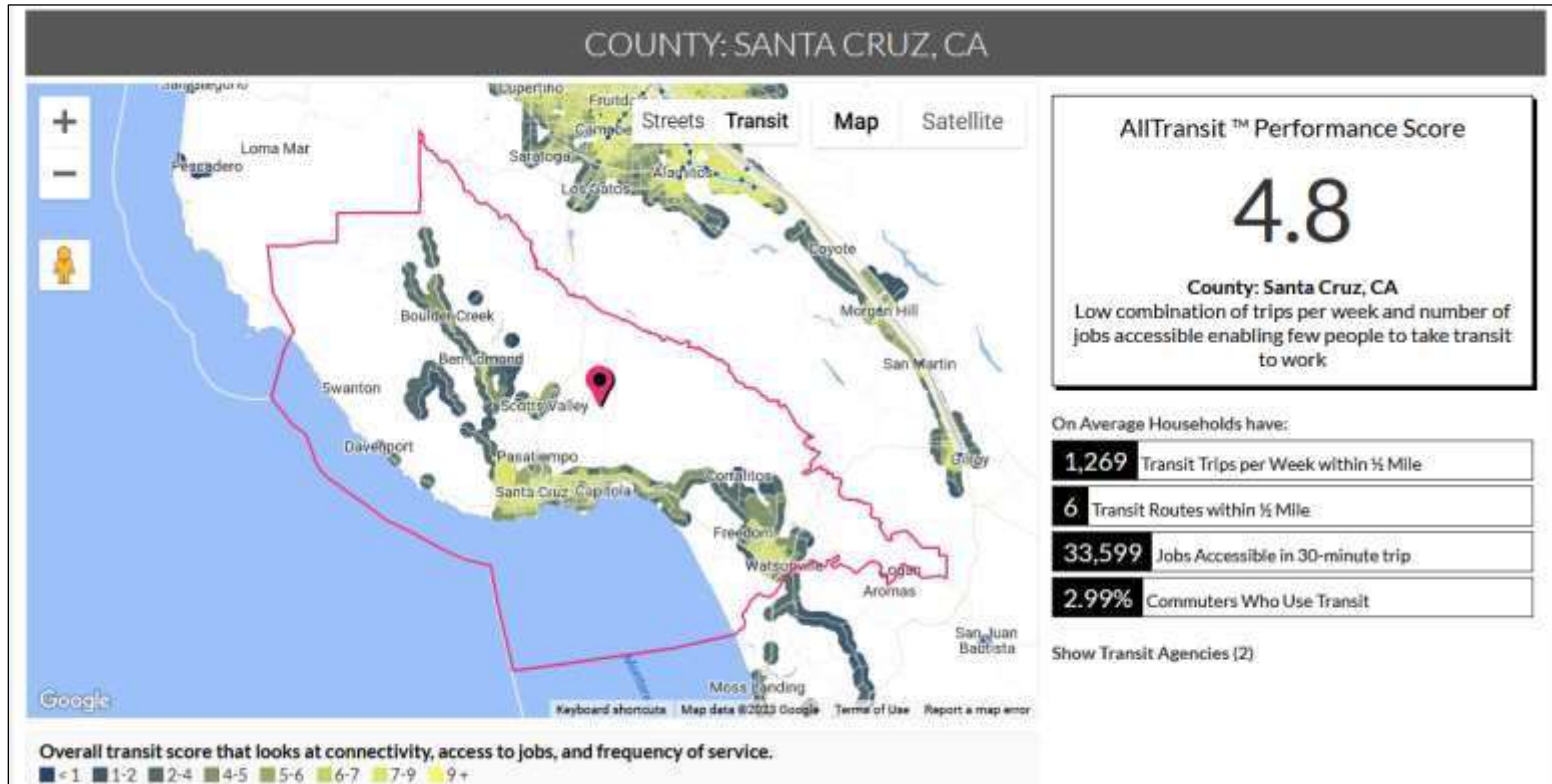 COUNTY: SANTA CRUZ, CA
Cupertino
Loma Mar
Streets Transit
Map Satellite
Pescadero
Saratoga
Los Gatos
Alamitos
Coyote
Boulder Creek
Morgan Hill
Ben Lomond
San Martin
Swanton
Scotts Valley
Davenport
Pasatiempo
Gilroy
Santa Cruz Capitola
Corralitos
Freedom
Watsonville
Logan
Aromas
San Juan
Bautista
Moss Landing
Google
Keyboard shortcuts Map data ©2023 Google Terms of Use Report a map error
Overall transit score that looks at connectivity, access to jobs, and frequency of service.
< 1 1-2 2-4 4-5 5-6 6-7 7-9 9+
AllTransit ™ Performance Score
4.8
County: Santa Cruz, CA
Low combination of trips per week and number of
jobs accessible enabling few people to take transit
to work
On Average Households have:
1,269 Transit Trips per Week within ½ Mile
6 Transit Routes within ½ Mile
33,599 Jobs Accessible in 30-minute trip
2.99% Commuters Who Use Transit
Show Transit Agencies (2)